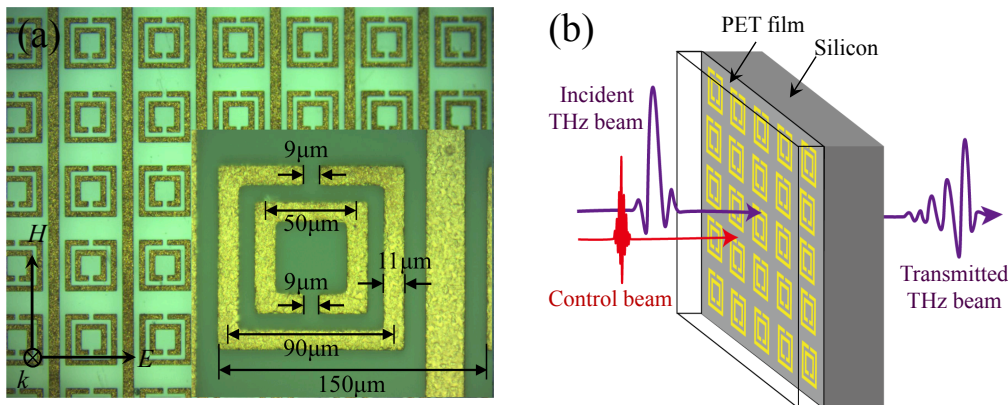 (a)
9μm
50μm
9μm
11μm
90μm
150μm
H
E
k
(b)
PET film
Silicon
Incident
THz beam
Control beam
Transmitted
THz beam